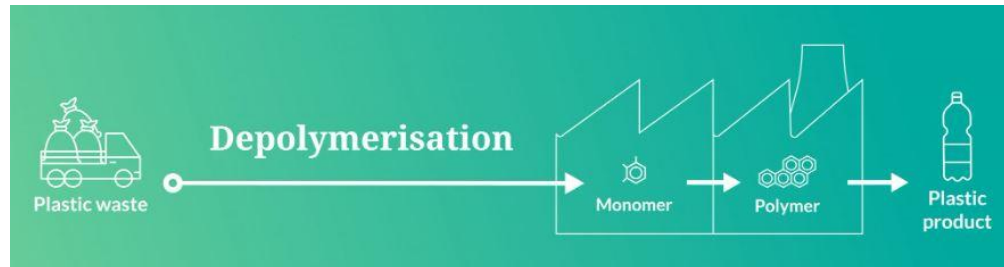 Depolymerisation
Plastic waste
Monomer
Polymer
Plastic
product